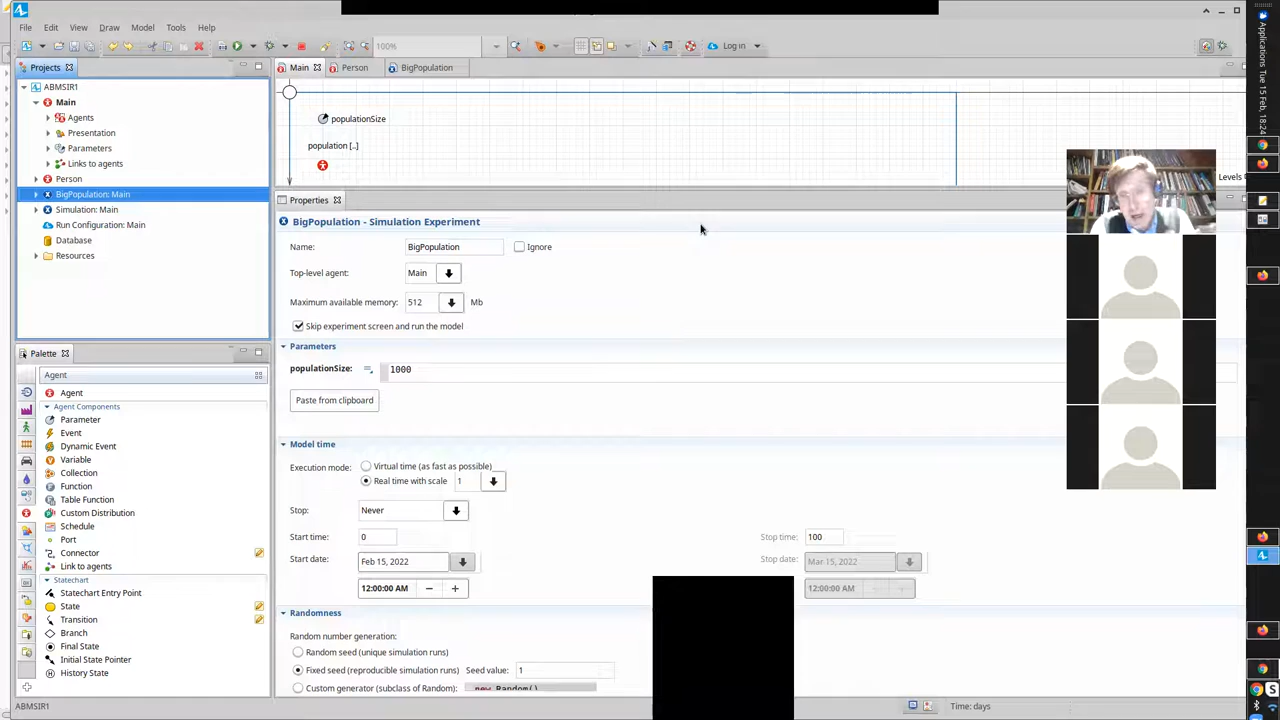 File Edit View Draw Model Tools Help
100%
Log in
Projects
ABMSIR1
Main
Agents
Presentation
Parameters
Links to agents
Person
BigPopulation: Main
Simulation: Main
Run Configuration: Main
Database
Resources
Palette
Agent
Agent
Agent Components
Parameter
Event
Dynamic Event
Variable
Collection
Function
Table Function
Custom Distribution
Schedule
Port
Connector
Link to agents
Statechart
Statechart Entry Point
State
Transition
Branch
Final State
Initial State Pointer
History State
ABMSIR1
Main Person BigPopulation
populationSize
population [..]
Levels
Properties
BigPopulation - Simulation Experiment
Name: BigPopulation Ignore
Top-level agent: Main
Maximum available memory: 512 Mb
Skip experiment screen and run the model
Parameters
populationSize: 1000
Paste from clipboard
Model time
Execution mode: Virtual time (as fast as possible)
Real time with scale 1
Stop: Never
Start time: 0 Stop time: 100
Start date: Feb 15, 2022 Stop date: Mar 15, 2022
12:00:00 AM 12:00:00 AM
Randomness
Random number generation:
Random seed (unique simulation runs)
Fixed seed (reproducible simulation runs) Seed value: 1
Custom generator (subclass of Random): new Random()
Time: days
Applications Tue 15 Feb, 18:24